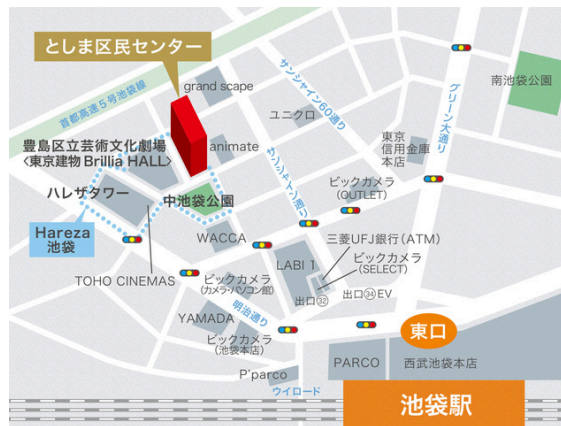 としま区民センター
grand scape
首都高速5号池袋線
サンシャイン60通り
グリーン大通り
南池袋公園
ユニクロ
豊島区立芸術文化劇場
〈東京建物 Brillia HALL〉
animate
東京
信用金庫
本店
サンシャイン通り
ハレザタワー
中池袋公園
ビックカメラ
(OUTLET)
Hareza
池袋
WACCA
三菱UFJ銀行(ATM)
ビックカメラ
(SELECT)
LABI 1
TOHO CINEMAS
ビックカメラ
(カメラ・パソコン館)
出口㉜
出口㉞EV
明治通り
YAMADA
ビックカメラ
(池袋本店)
東口
PARCO
西武池袋本店
P'parco
ウイロード
池袋駅